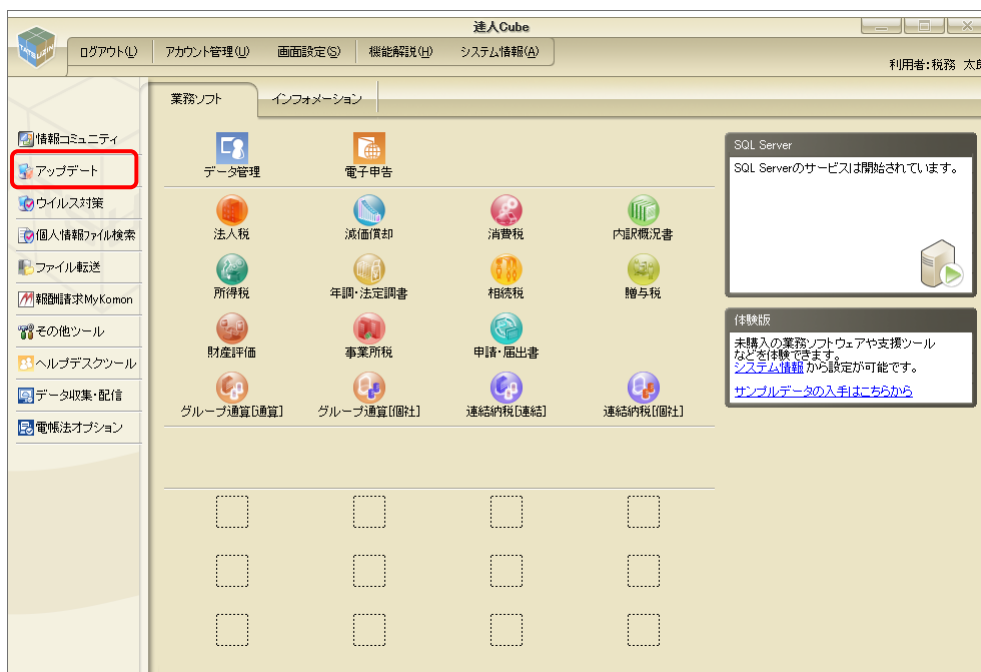 達人Cube
TATSUZIN
ログアウト(L)
アカウント管理(U)
画面設定(S)
機能解説(H)
システム情報(A)
利用者:税務 太郎
業務ソフト
インフォメーション
情報コミュニティ
アップデート
ウイルス対策
個人情報ファイル検索
ファイル転送
報酬請求MyKomon
その他ツール
ヘルプデスクツール
データ収集・配信
電帳法オプション
データ管理
電子申告
法人税
減価償却
消費税
内訳概況書
所得税
年調・法定調書
相続税
贈与税
財産評価
事業所税
申請・届出書
グループ通算[通算]
グループ通算[個社]
連結納税[連結]
連結納税[個社]
SQL Server
SQL Serverのサービスは開始されています。
体験版
未購入の業務ソフトウェアや支援ツール
などを体験できます。
システム情報 から設定が可能です。
サンプルデータの入手はこちらから